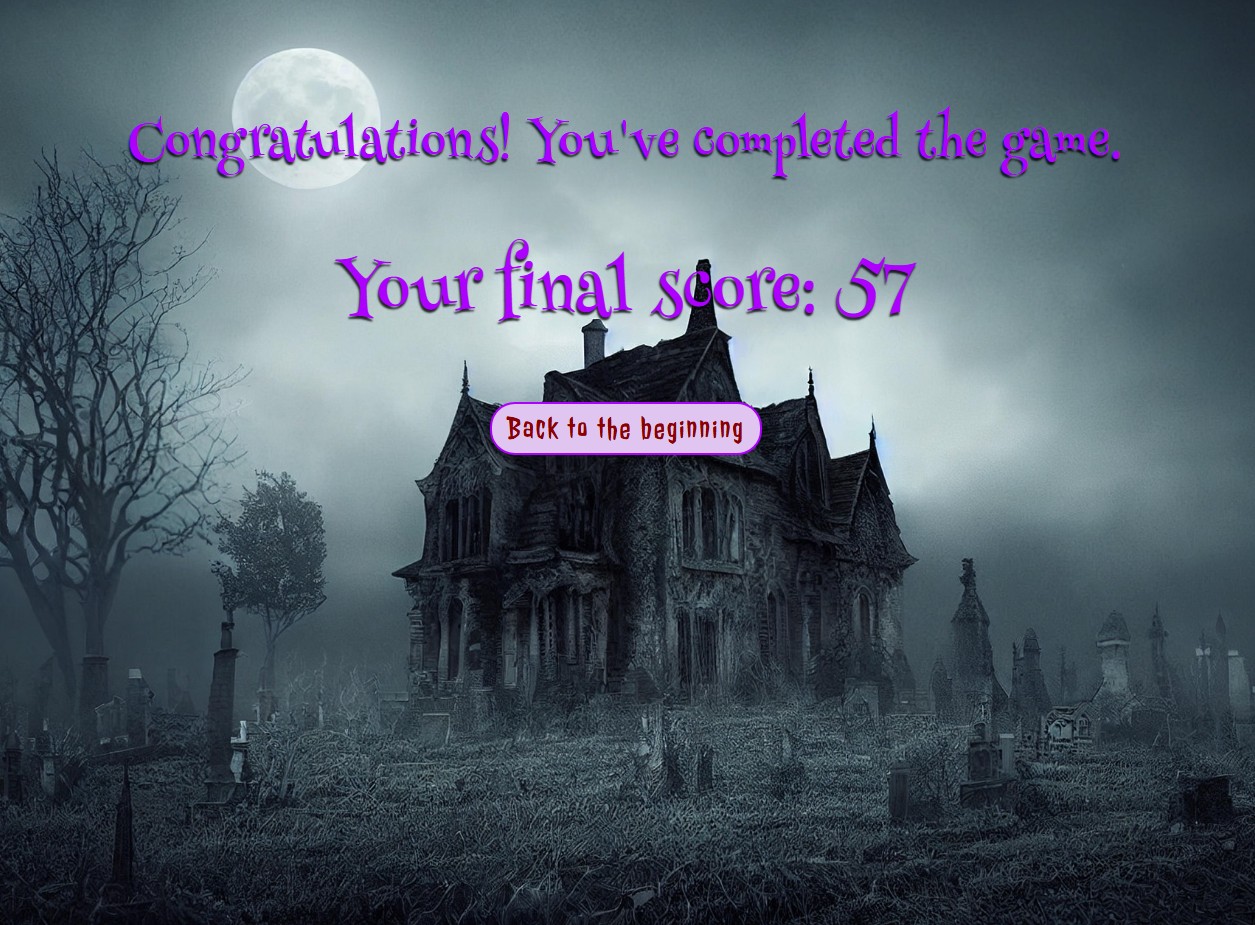 Congratulations! You've completed the game.
Your final score: 57
Back to the beginning